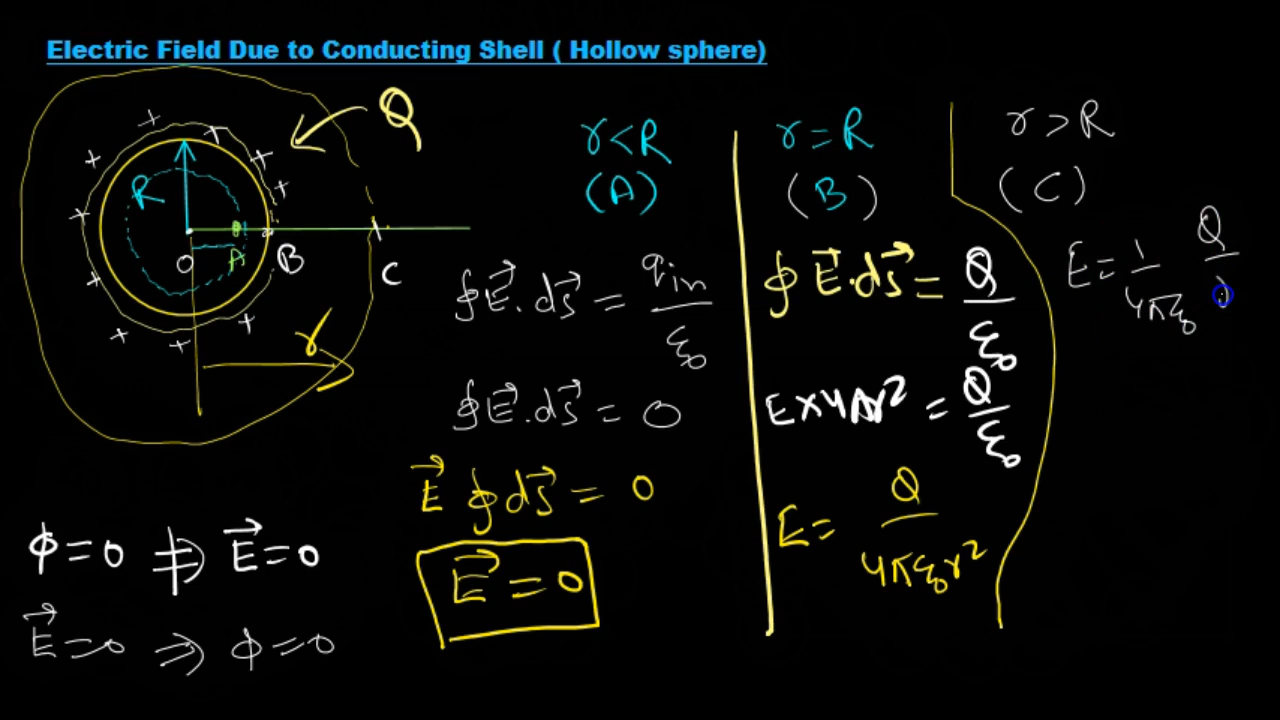 Electric Field Due to Conducting Shell ( Hollow sphere)
Q
R
O
A
B
C
r
r < R
(A)
∮E⃗.ds⃗ = qin/ε0
∮E⃗.ds⃗ = 0
E⃗ ∮ds⃗ = 0
E⃗ = 0
ϕ=0 ⇏ E⃗=0
E⃗=0 ⇒ ϕ=0
r = R
(B)
∮E⃗.ds⃗ = Q/ε0
E×4πr² = Q/ε0
E= Q/4πε0r²
r > R
(C)
E= 1/4πε0 Q/